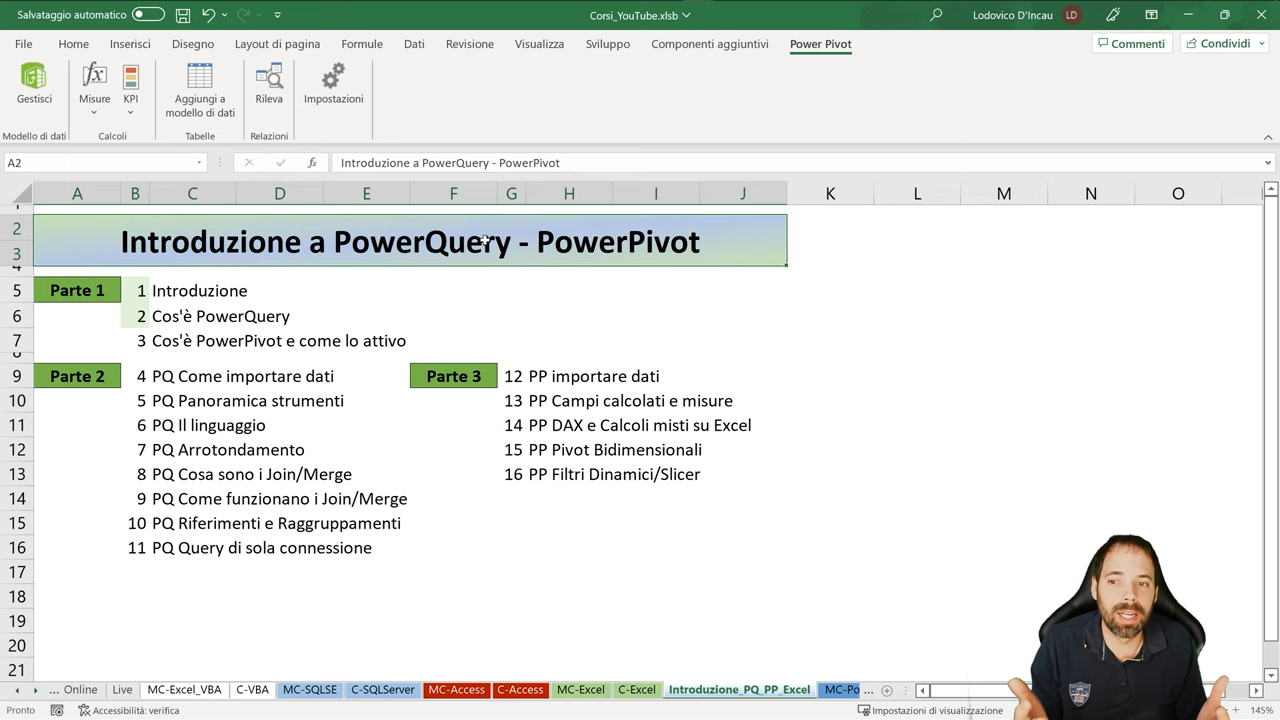 Salvataggio automatico
Corsi_YouTube.xlsb
Lodovico D'Incau
LD
File
Home
Inserisci
Disegno
Layout di pagina
Formule
Dati
Revisione
Visualizza
Sviluppo
Componenti aggiuntivi
Power Pivot
Commenti
Condividi
Gestisci
Misure
KPI
Aggiungi a
modello di dati
Rileva
Impostazioni
Modello di dati
Calcoli
Tabelle
Relazioni
A2
fx
Introduzione a PowerQuery - PowerPivot
A B C D E F G H I J K L M N O
2
Introduzione a PowerQuery - PowerPivot
3
5 Parte 1 1 Introduzione
6 2 Cos'è PowerQuery
7 3 Cos'è PowerPivot e come lo attivo
9 Parte 2 4 PQ Come importare dati Parte 3 12 PP importare dati
10 5 PQ Panoramica strumenti 13 PP Campi calcolati e misure
11 6 PQ Il linguaggio 14 PP DAX e Calcoli misti su Excel
12 7 PQ Arrotondamento 15 PP Pivot Bidimensionali
13 8 PQ Cosa sono i Join/Merge 16 PP Filtri Dinamici/Slicer
14 9 PQ Come funzionano i Join/Merge
15 10 PQ Riferimenti e Raggruppamenti
16 11 PQ Query di sola connessione
17
18
19
20
21
... Online
Live
MC-Excel_VBA
C-VBA
MC-SQLSE
C-SQLServer
MC-Access
C-Access
MC-Excel
C-Excel
Introduzione_PQ_PP_Excel
MC-Po ...
Pronto
Accessibilità: verifica
Impostazioni di visualizzazione
145%